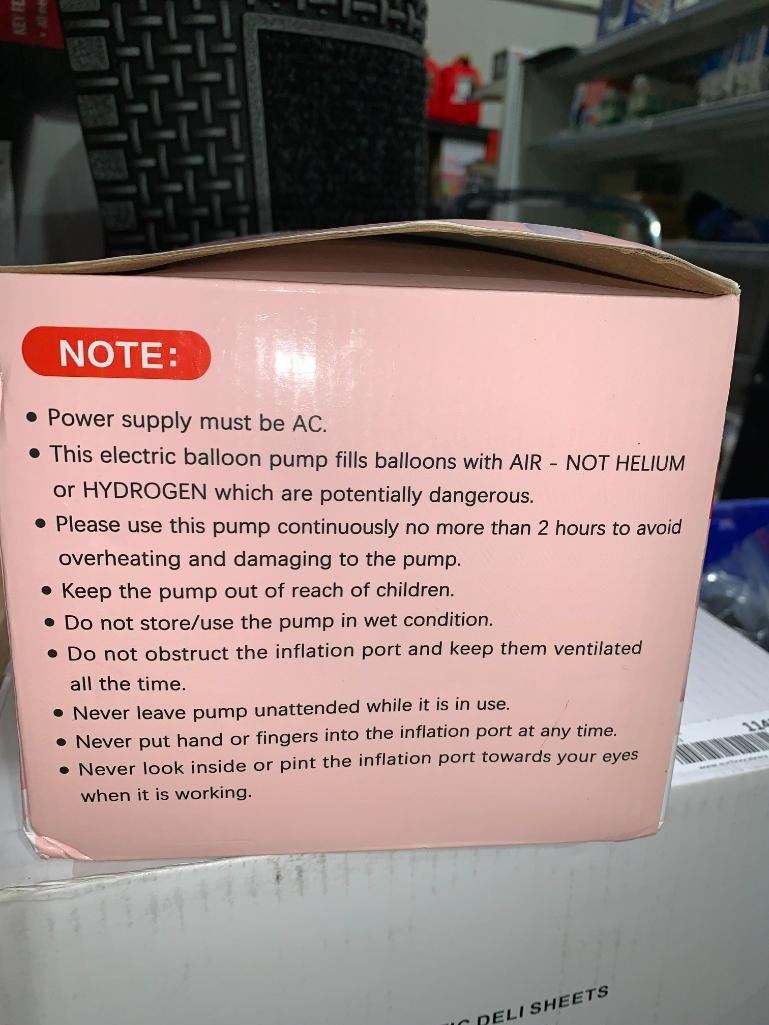 KEY FE
NOTE:
• Power supply must be AC.
• This electric balloon pump fills balloons with AIR - NOT HELIUM
or HYDROGEN which are potentially dangerous.
• Please use this pump continuously no more than 2 hours to avoid
overheating and damaging to the pump.
• Keep the pump out of reach of children.
• Do not store/use the pump in wet condition.
• Do not obstruct the inflation port and keep them ventilated
all the time.
• Never leave pump unattended while it is in use.
• Never put hand or fingers into the inflation port at any time.
• Never look inside or pint the inflation port towards your eyes
when it is working.
DELI SHEETS